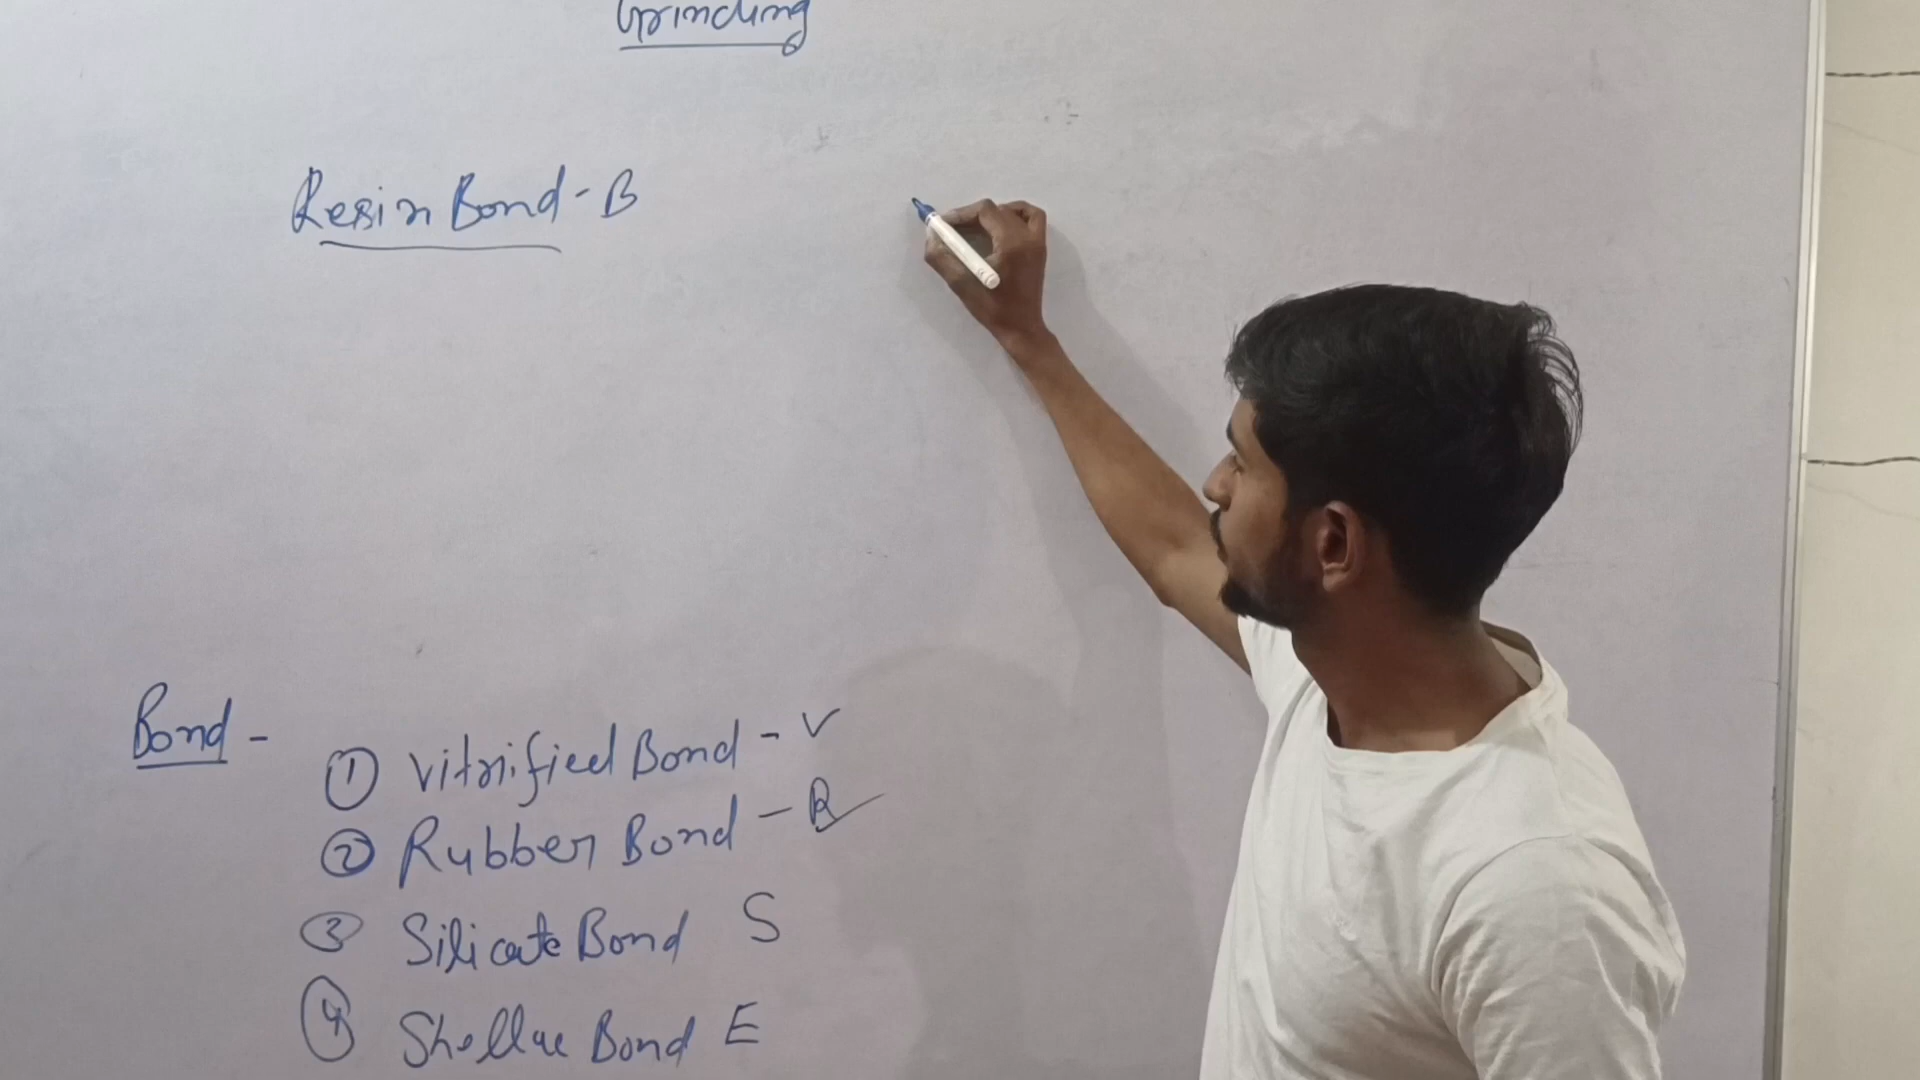 Grinding
Resin Bond - B
Bond -
① Vitrified Bond - V
② Rubber Bond - R
③ Silicate Bond S
④ Shellac Bond E